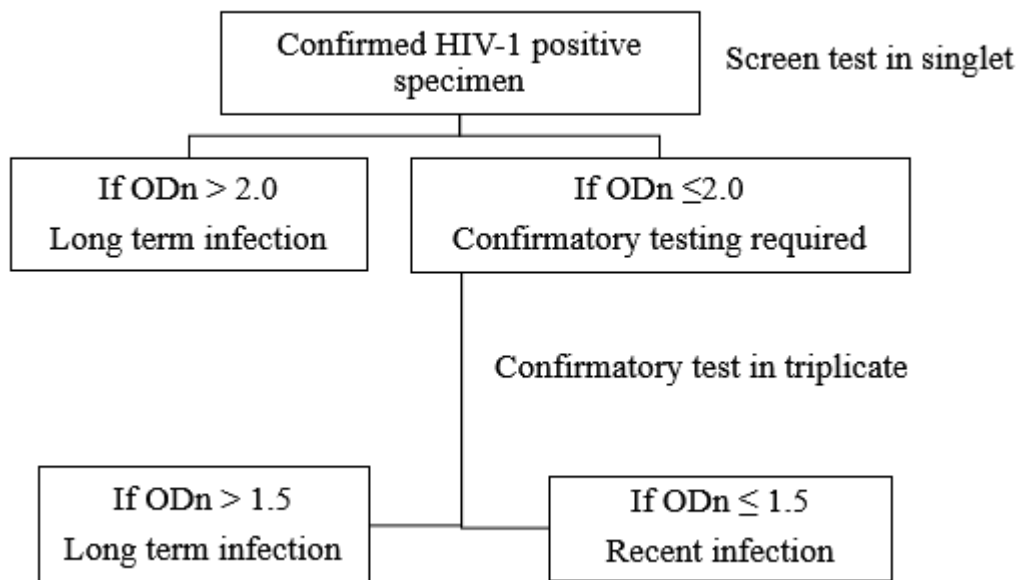 Confirmed HIV-1 positive
specimen
Screen test in singlet
If ODn > 2.0
Long term infection
If ODn ≤2.0
Confirmatory testing required
Confirmatory test in triplicate
If ODn > 1.5
Long term infection
If ODn ≤ 1.5
Recent infection